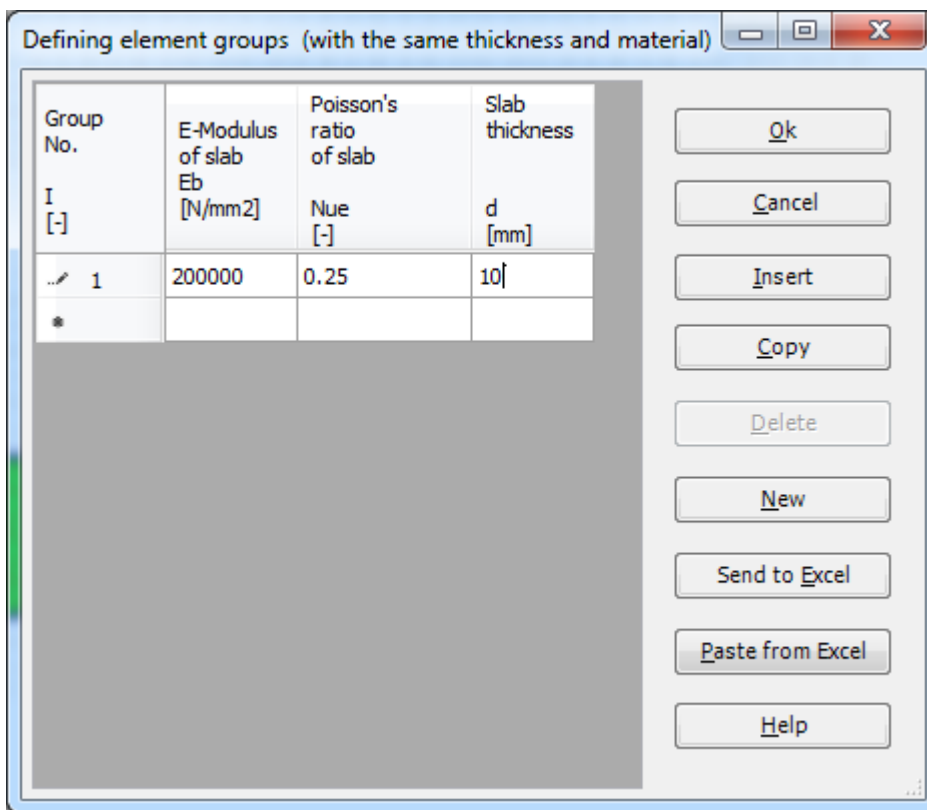 Defining element groups (with the same thickness and material)
Group
No.
I
[-]
E-Modulus
of slab
Eb
[N/mm2]
Poisson's
ratio
of slab
Nue
[-]
Slab
thickness
d
[mm]
1 200000 0.25 10
Ok
Cancel
Insert
Copy
Delete
New
Send to Excel
Paste from Excel
Help